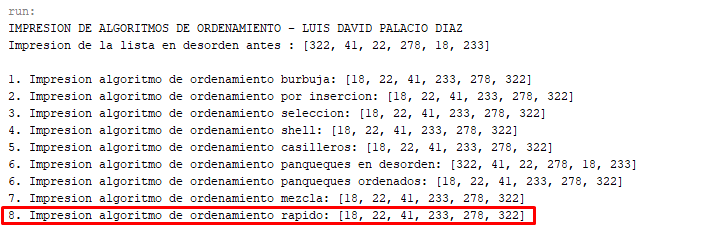 run:
IMPRESION DE ALGORITMOS DE ORDENAMIENTO - LUIS DAVID PALACIO DIAZ
Impresion de la lista en desorden antes : [322, 41, 22, 278, 18, 233]
1. Impresion algoritmo de ordenamiento burbuja: [18, 22, 41, 233, 278, 322]
2. Impresion algoritmo de ordenamiento por insercion: [18, 22, 41, 233, 278, 322]
3. Impresion algoritmo de ordenamiento seleccion: [18, 22, 41, 233, 278, 322]
4. Impresion algoritmo de ordenamiento shell: [18, 22, 41, 233, 278, 322]
5. Impresion algoritmo de ordenamiento casilleros: [18, 22, 41, 233, 278, 322]
6. Impresion algoritmo de ordenamiento panqueques en desorden: [322, 41, 22, 278, 18, 233]
6. Impresion algoritmo de ordenamiento panqueques ordenados: [18, 22, 41, 233, 278, 322]
7. Impresion algoritmo de ordenamiento mezcla: [18, 22, 41, 233, 278, 322]
8. Impresion algoritmo de ordenamiento rapido: [18, 22, 41, 233, 278, 322]